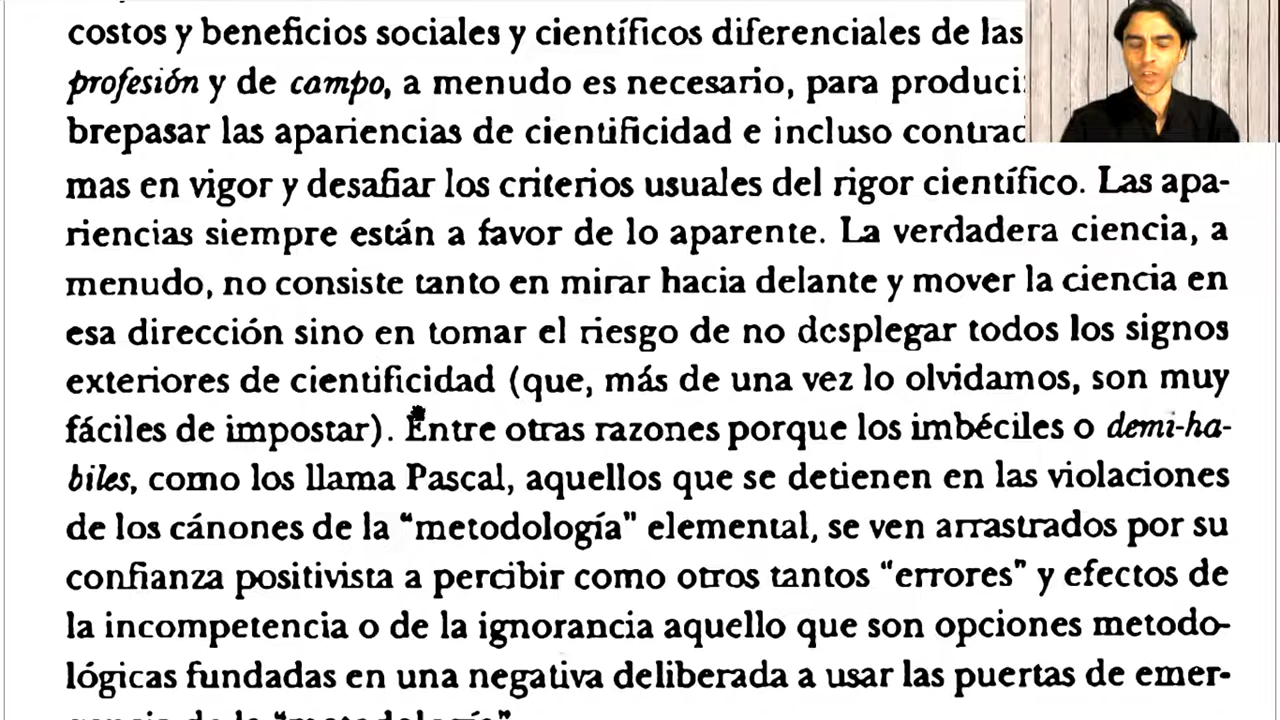 costos y beneficios sociales y científicos diferenciales de las
profesión y de campo, a menudo es necesario, para
brepasar las apariencias de cientificidad e incluso
mas en vigor y desafiar los criterios usuales del rigor científico. Las apa-
riencias siempre están a favor de lo aparente. La verdadera ciencia, a
menudo, no consiste tanto en mirar hacia delante y mover la ciencia en
esa dirección sino en tomar el riesgo de no desplegar todos los signos
exteriores de cientificidad (que, más de una vez lo olvidamos, son muy
fáciles de impostar). Entre otras razones porque los imbéciles o demi-ha-
biles, como los llama Pascal, aquellos que se detienen en las violaciones
de los cánones de la "metodología" elemental, se ven arrastrados por su
confianza positivista a percibir como otros tantos "errores" y efectos de
la incompetencia o de la ignorancia aquello que son opciones metodo-
lógicas fundadas en una negativa deliberada a usar las puertas de emer-